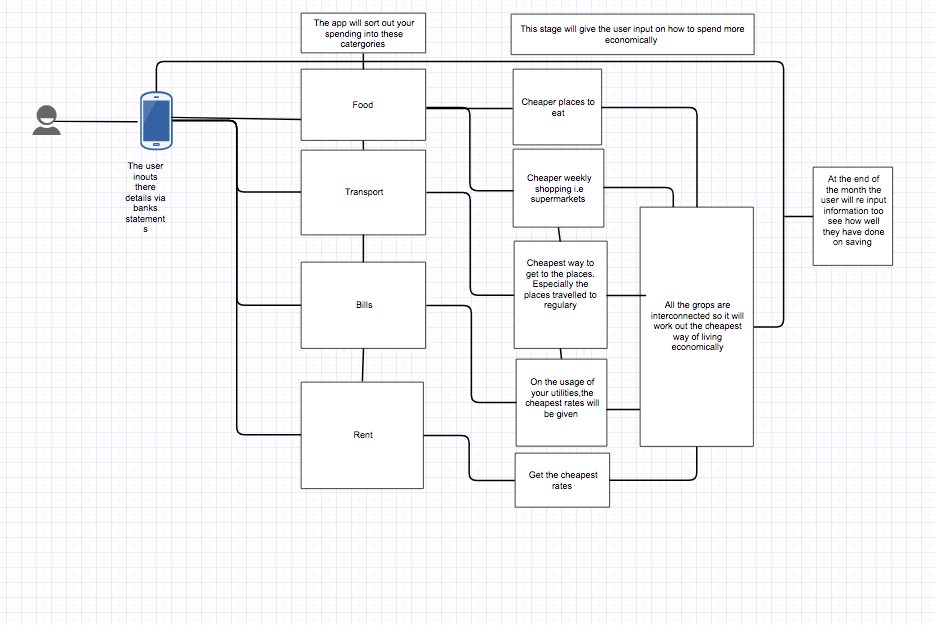 The app will sort out your
spending into these
catergories
This stage will give the user input on how to spend more
economically
Food
Cheaper places to
eat
The user
inouts
there
details via
banks
statement
s
Transport
Cheaper weekly
shopping i.e
supermarkets
At the end of
the month the
user will re input
information too
see how well
they have done
on saving
Bills
Cheapest way to
get to the places.
Especially the
places travelled to
regulary
All the grops are
interconnected so it will
work out the cheapest
way of living
economically
On the usage of
your utilities,the
cheapest rates will
be given
Rent
Get the cheapest
rates